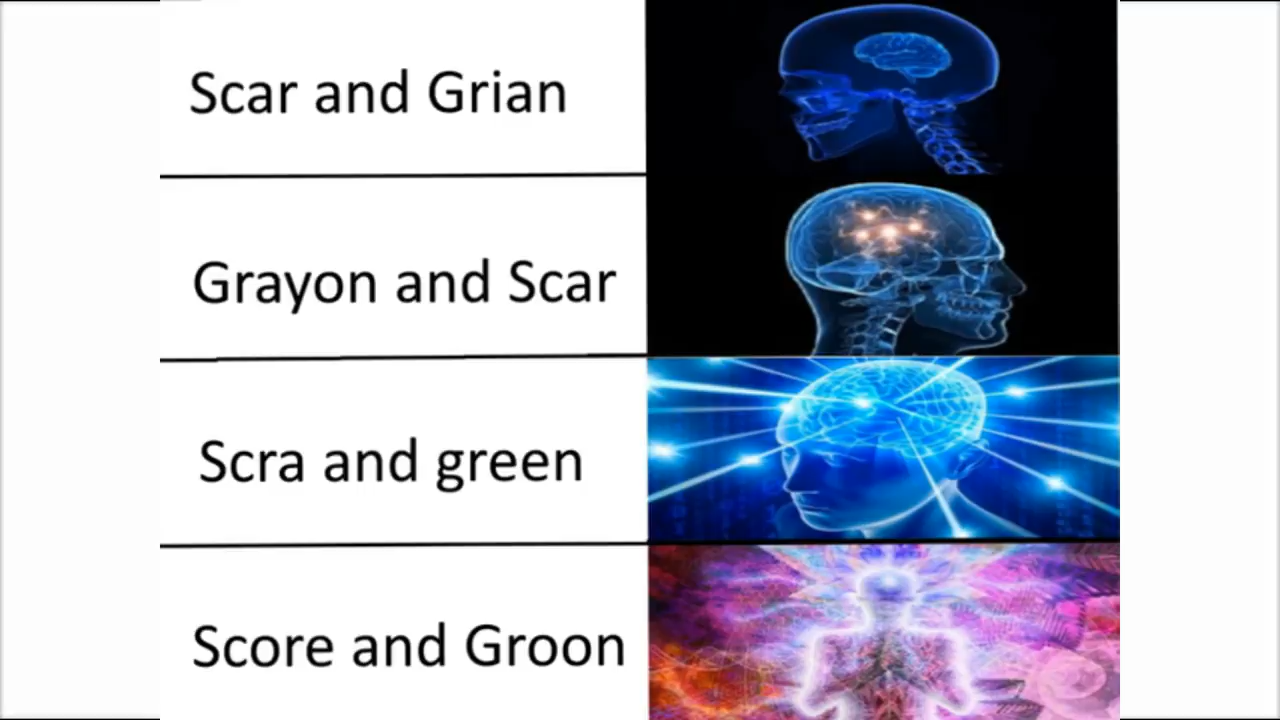 Scar and Grian
Grayon and Scar
Scra and green
Score and Groon